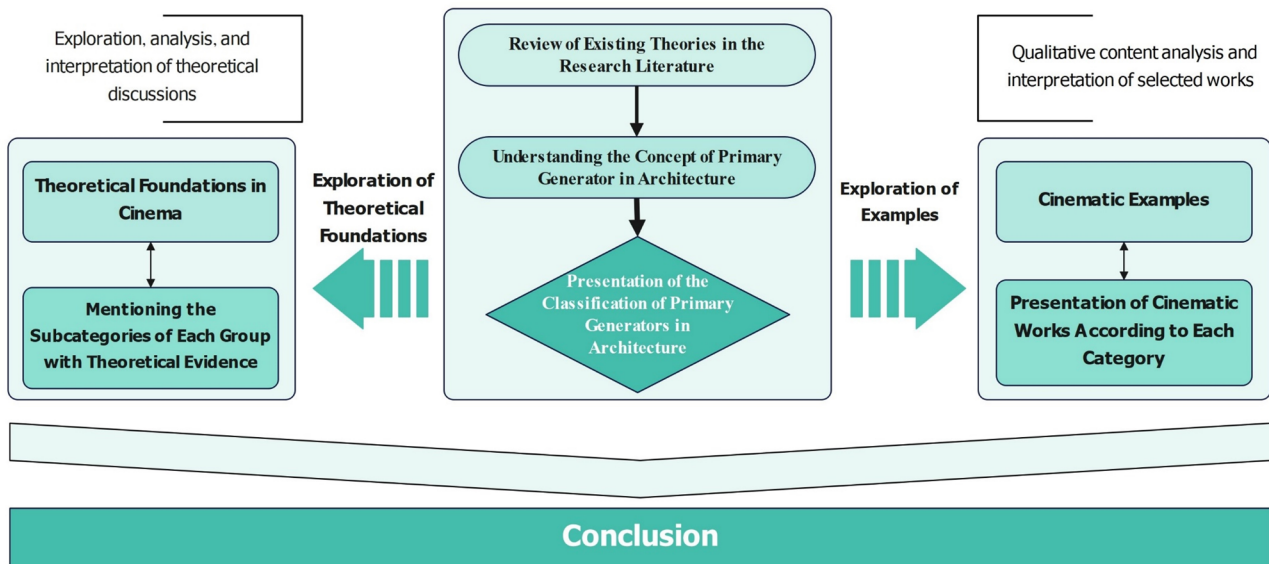 Exploration, analysis, and
interpretation of theoretical
discussions
Theoretical Foundations in
Cinema
Mentioning the
Subcategories of Each Group
with Theoretical Evidence
Exploration of
Theoretical
Foundations
Review of Existing Theories in the
Research Literature
Understanding the Concept of Primary
Generator in Architecture
Presentation of the
Classification of Primary
Generators in
Architecture
Exploration of
Examples
Qualitative content analysis and
interpretation of selected works
Cinematic Examples
Presentation of Cinematic
Works According to Each
Category
Conclusion